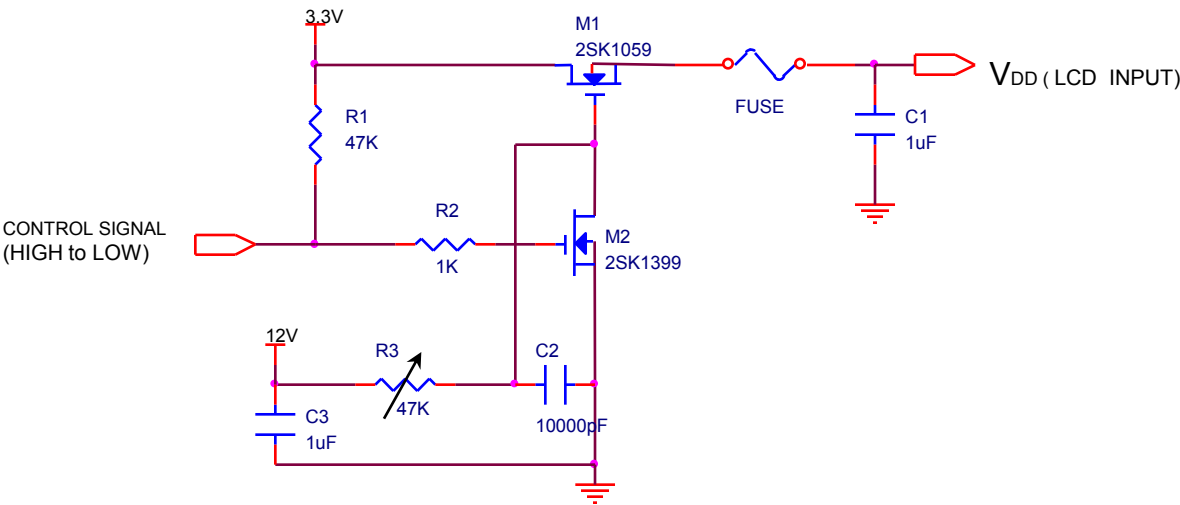 3.3V
M1
2SK1059
FUSE
VDD ( LCD INPUT)
R1
47K
C1
1uF
CONTROL SIGNAL
(HIGH to LOW)
R2
1K
M2
2SK1399
12V
R3
47K
C2
10000pF
C3
1uF